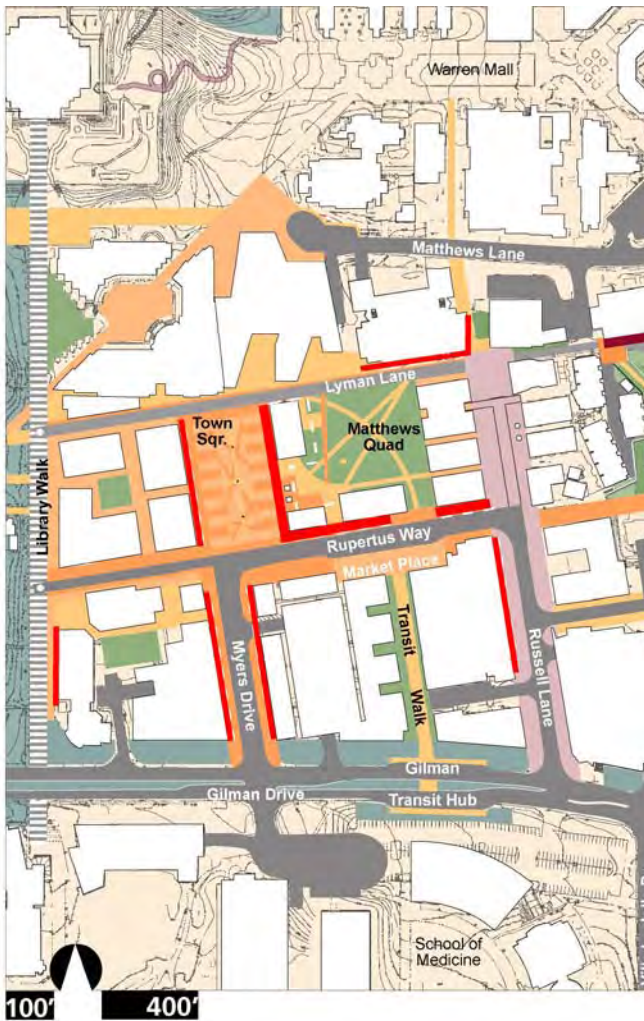 Warren Mall
Matthews Lane
Lyman Lane
Town
Sqr.
Matthews
Quad
Library Walk
Rupertus Way
Market Place
Transit
Walk
Myers Drive
Russell Lane
Gilman
Gilman Drive
Transit Hub
School of
Medicine
100'
400'